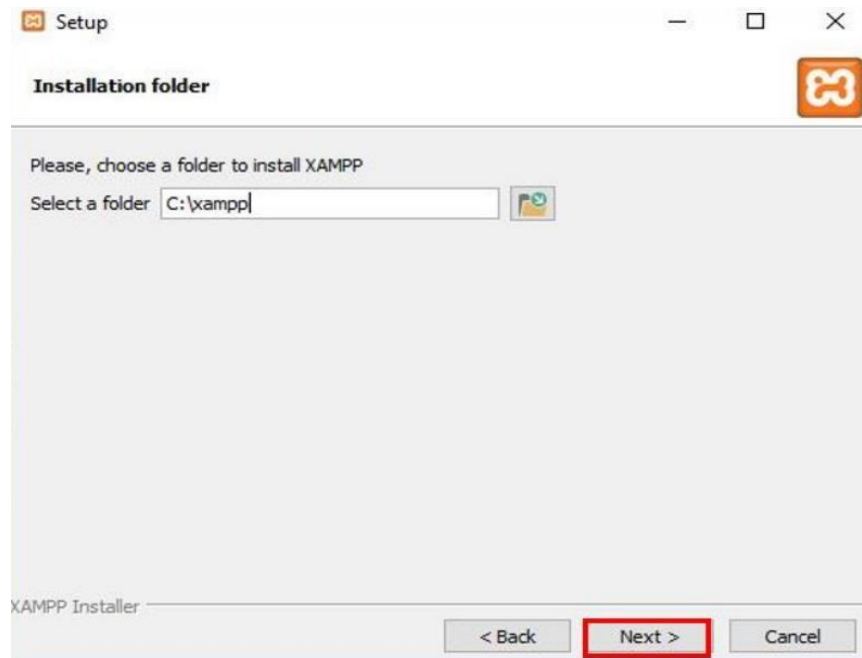 Setup
Installation folder
Please, choose a folder to install XAMPP
Select a folder C:\xampp
XAMPP Installer
< Back Next > Cancel